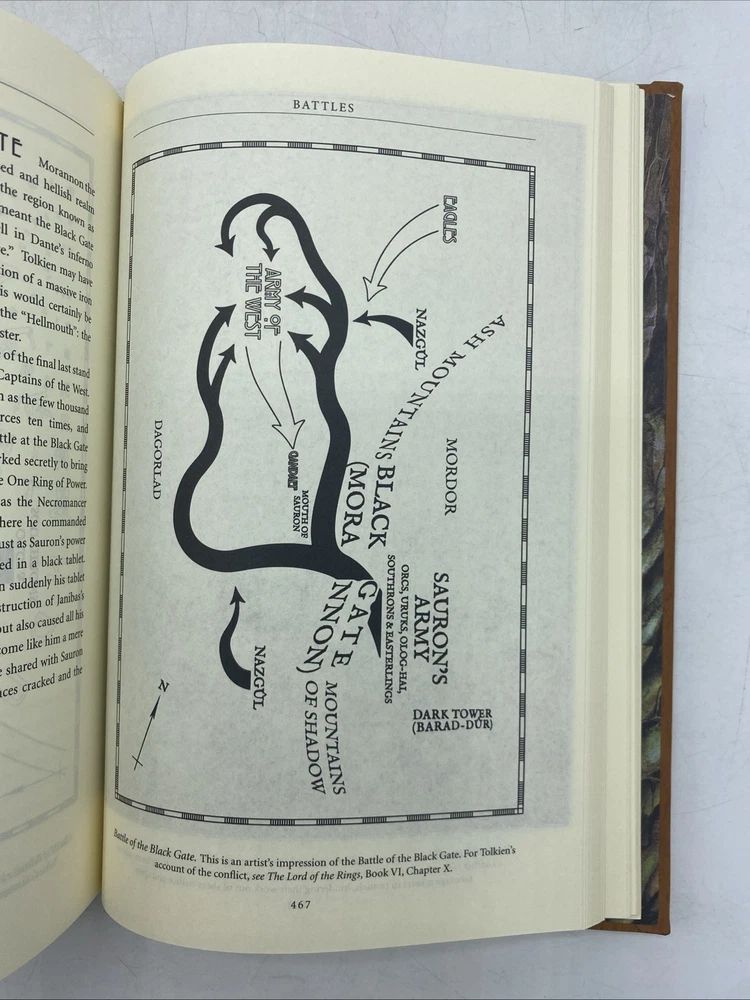 TE Morannon the
ed and hellish realm
the region known as
meant the Black Gate
ll in Dante's inferno
e." Tolkien may have
tion of a massive iron
is would certainly be
the "Hellmouth": the
ster.
of the final last stand
Captains of the West.
n as the few thousand
rces ten times, and
ttle at the Black Gate
rked secretly to bring
e One Ring of Power.
as the Necromancer
here he commanded
ust as Sauron's power
ed in a black tablet.
n suddenly his tablet
struction of Janibas's
out also caused all his
come like him a mere
e shared with Sauron
nces cracked and the
BATTLES
EAGLES
NAZGÛL
ASH MOUNTAINS
ARMY OF
THE WEST
MORDOR
DAGORLAD
GANDALF
MOUTH OF
SAURON
BLACK GATE
(MORANNON)
SAURON'S
ARMY
ORCS, URUKS, OLOG-HAI,
SOUTHRONS & EASTERLINGS
DARK TOWER
(BARAD-DÛR)
NAZGÛL
MOUNTAINS
OF SHADOW
N
Battle of the Black Gate. This is an artist's impression of the Battle of the Black Gate. For Tolkien's
account of the conflict, see The Lord of the Rings, Book VI, Chapter X.
467